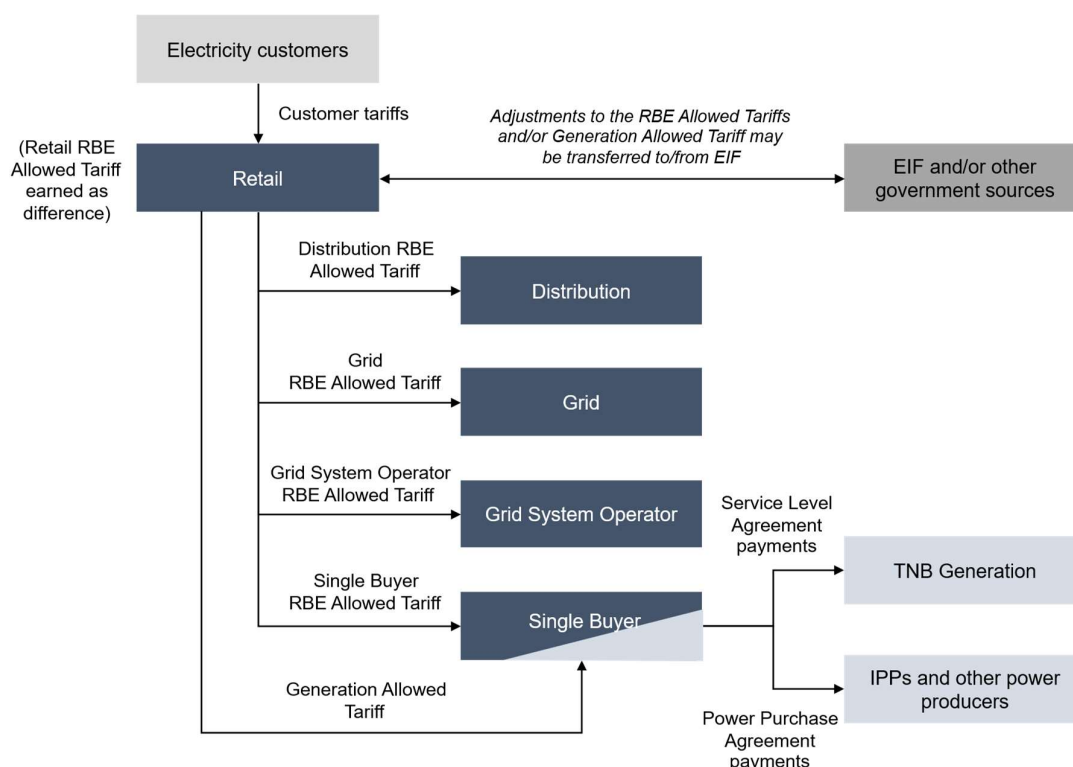 Electricity customers
Customer tariffs
(Retail RBE
Allowed Tariff
earned as
difference)
Retail
Adjustments to the RBE Allowed Tariffs
and/or Generation Allowed Tariff may
be transferred to/from EIF
EIF and/or other
government sources
Distribution RBE
Allowed Tariff
Distribution
Grid
RBE Allowed Tariff
Grid
Grid System Operator
RBE Allowed Tariff
Grid System Operator
Service Level
Agreement
payments
TNB Generation
Single Buyer
RBE Allowed Tariff
Single Buyer
Generation Allowed
Tariff
IPPs and other power
producers
Power Purchase
Agreement
payments